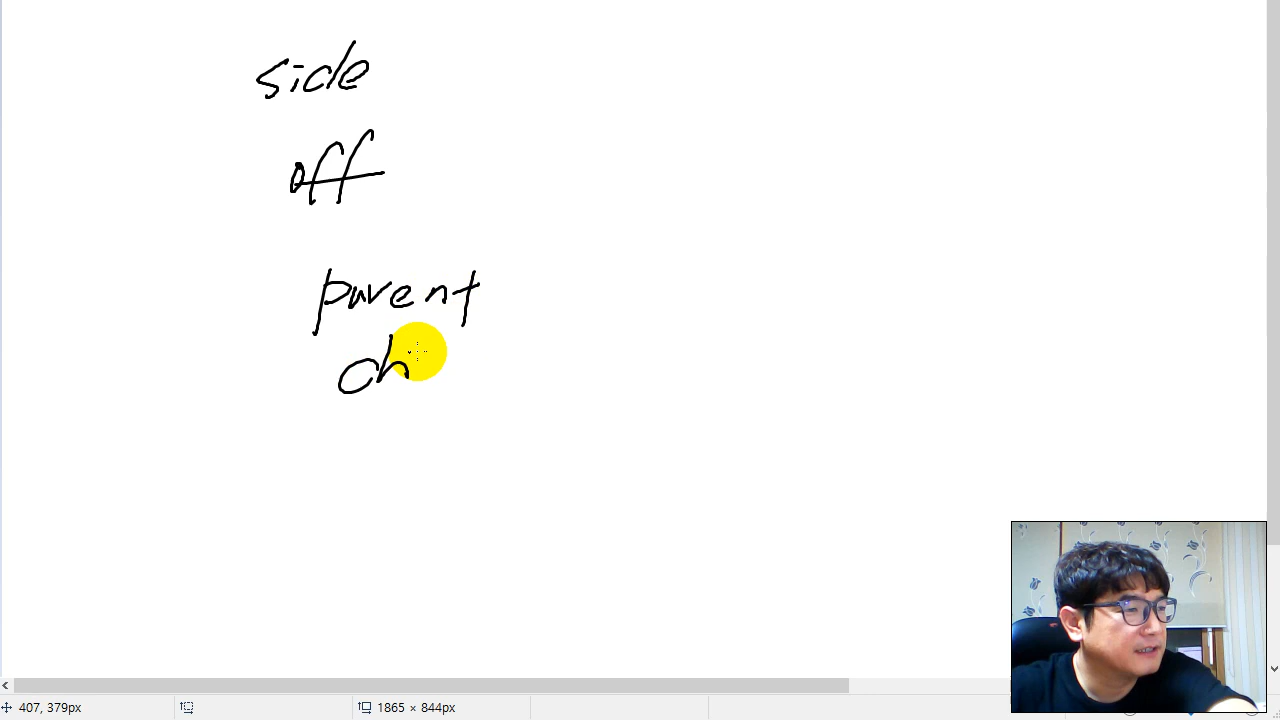 side
off
parent
ch
407, 379px
1865 × 844px